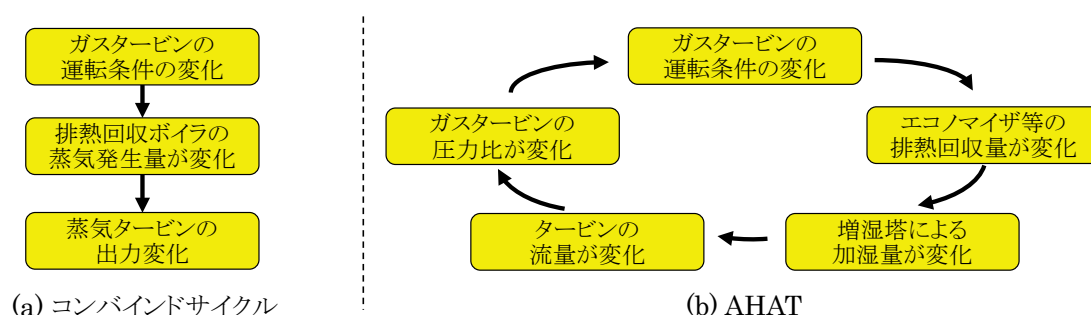 ガスタービンの
運転条件の変化
排熱回収ボイラの
蒸気発生量が変化
蒸気タービンの
出力変化
(a) コンバインドサイクル
ガスタービンの
運転条件の変化
エコノマイザ等の
排熱回収量が変化
増湿塔による
加湿量が変化
タービンの
流量が変化
ガスタービンの
圧力比が変化
(b) AHAT